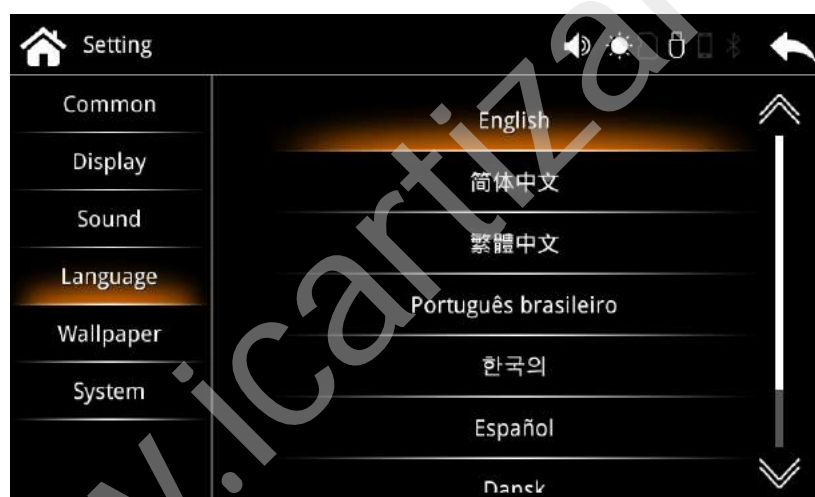 Setting
Common
Display
Sound
Language
Wallpaper
System
English
简体中文
繁體中文
Português brasileiro
한국의
Español
Dansk